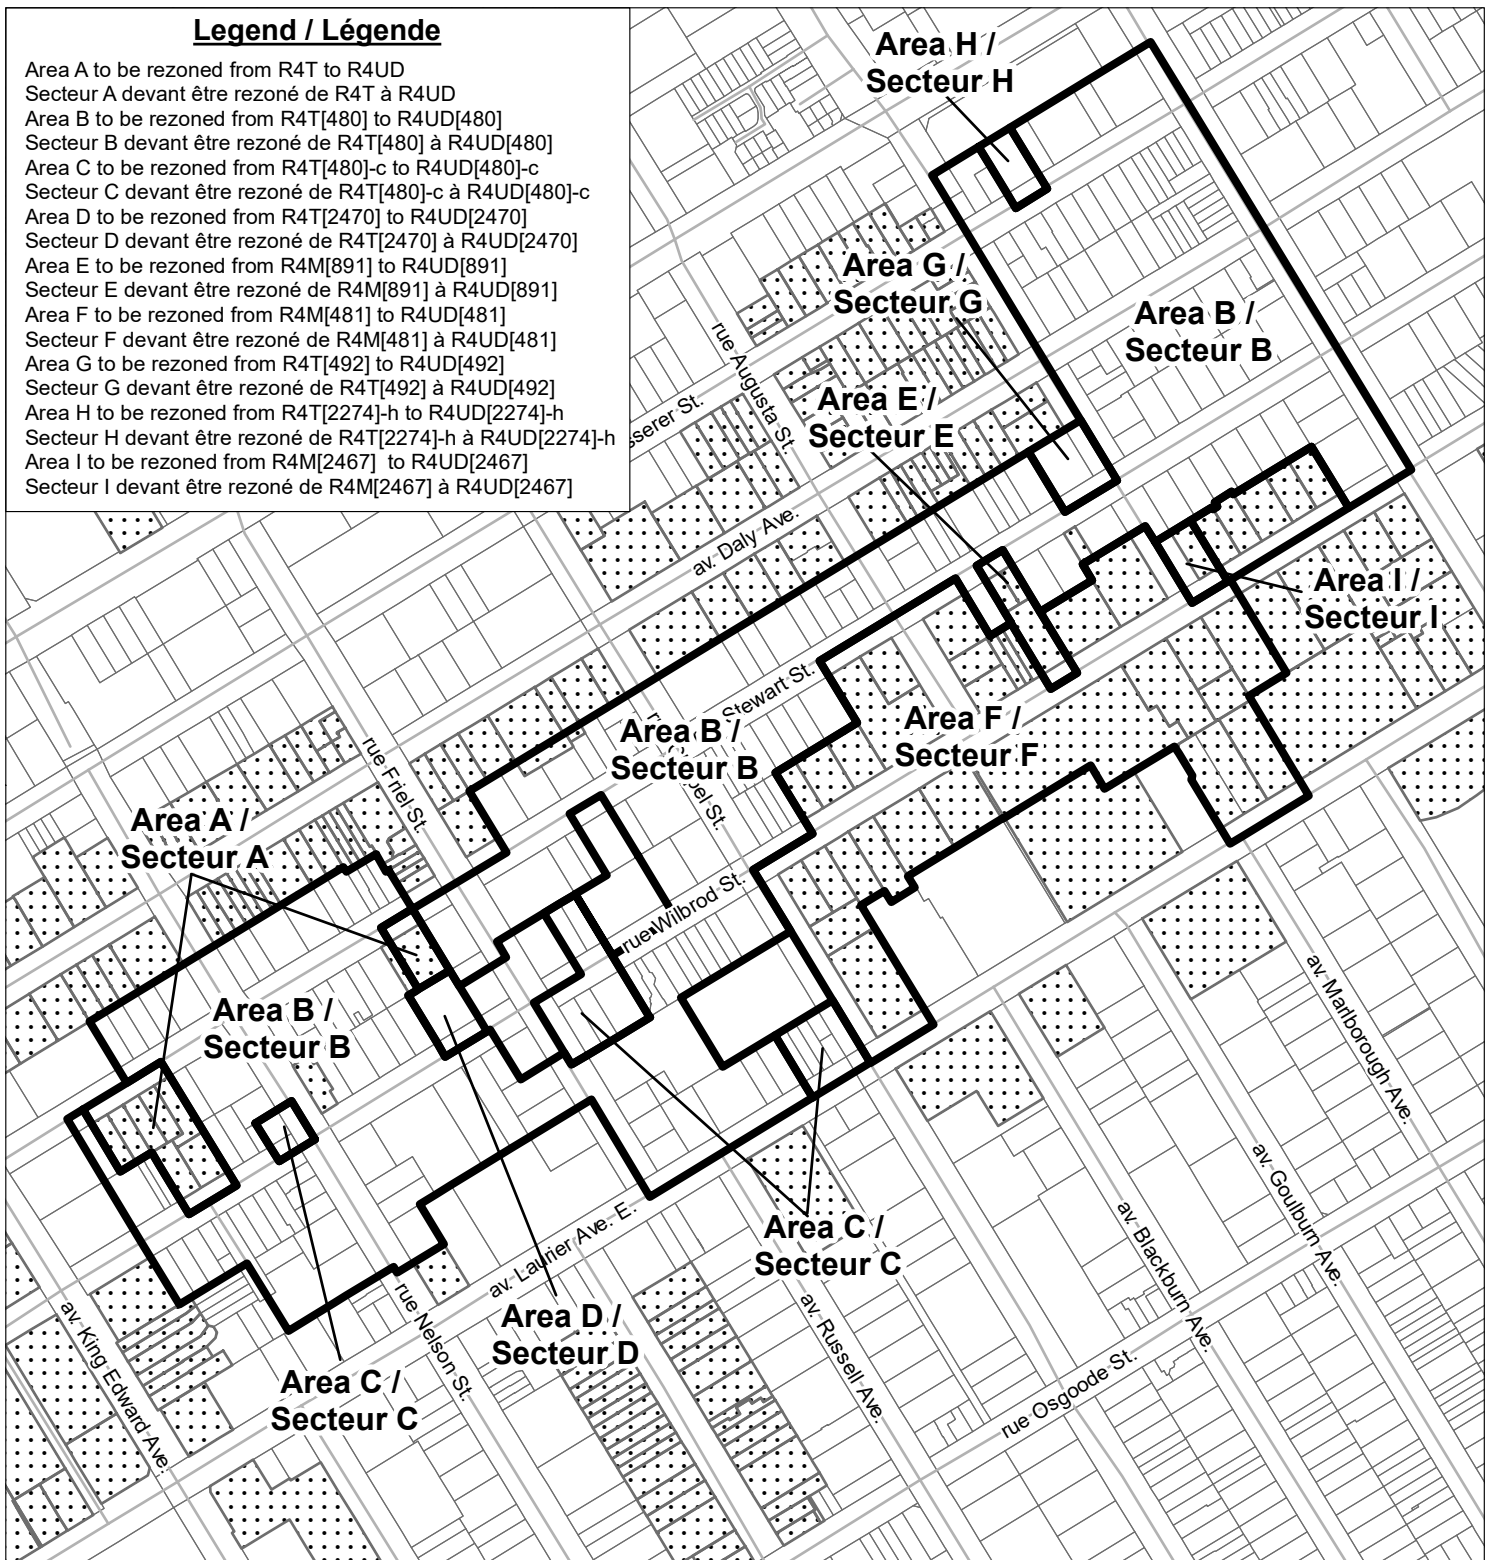 Legend / Légende
Area A to be rezoned from R4T to R4UD
Secteur A devant être rezoné de R4T à R4UD
Area B to be rezoned from R4T[480] to R4UD[480]
Secteur B devant être rezoné de R4T[480] à R4UD[480]
Area C to be rezoned from R4T[480]-c to R4UD[480]-c
Secteur C devant être rezoné de R4T[480]-c à R4UD[480]-c
Area D to be rezoned from R4T[2470] to R4UD[2470]
Secteur D devant être rezoné de R4T[2470] à R4UD[2470]
Area E to be rezoned from R4M[891] to R4UD[891]
Secteur E devant être rezoné de R4M[891] à R4UD[891]
Area F to be rezoned from R4M[481] to R4UD[481]
Secteur F devant être rezoné de R4M[481] à R4UD[481]
Area G to be rezoned from R4T[492] to R4UD[492]
Secteur G devant être rezoné de R4T[492] à R4UD[492]
Area H to be rezoned from R4T[2274]-h to R4UD[2274]-h
Secteur H devant être rezoné de R4T[2274]-h à R4UD[2274]-h
Area I to be rezoned from R4M[2467] to R4UD[2467]
Secteur I devant être rezoné de R4M[2467] à R4UD[2467]
Area H /
Secteur H
Area G /
Secteur G
Area B /
Secteur B
rue Augusta St.
sserer St.
Area E /
Secteur E
av. Daly Ave.
Area I /
Secteur I
Stewart St.
Area B /
Secteur B
Area F /
Secteur F
rue Friel St.
pel St.
Area A /
Secteur A
rue Wilbrod St.
Area B /
Secteur B
av. Marlborough Ave.
av. Goulburn Ave.
av. Blackburn Ave.
Area C /
Secteur C
av. Laurier Ave. E.
Area D /
Secteur D
rue Nelson St.
av. King Edward Ave.
av. Russell Ave.
rue Osgoode St.
Area C /
Secteur C